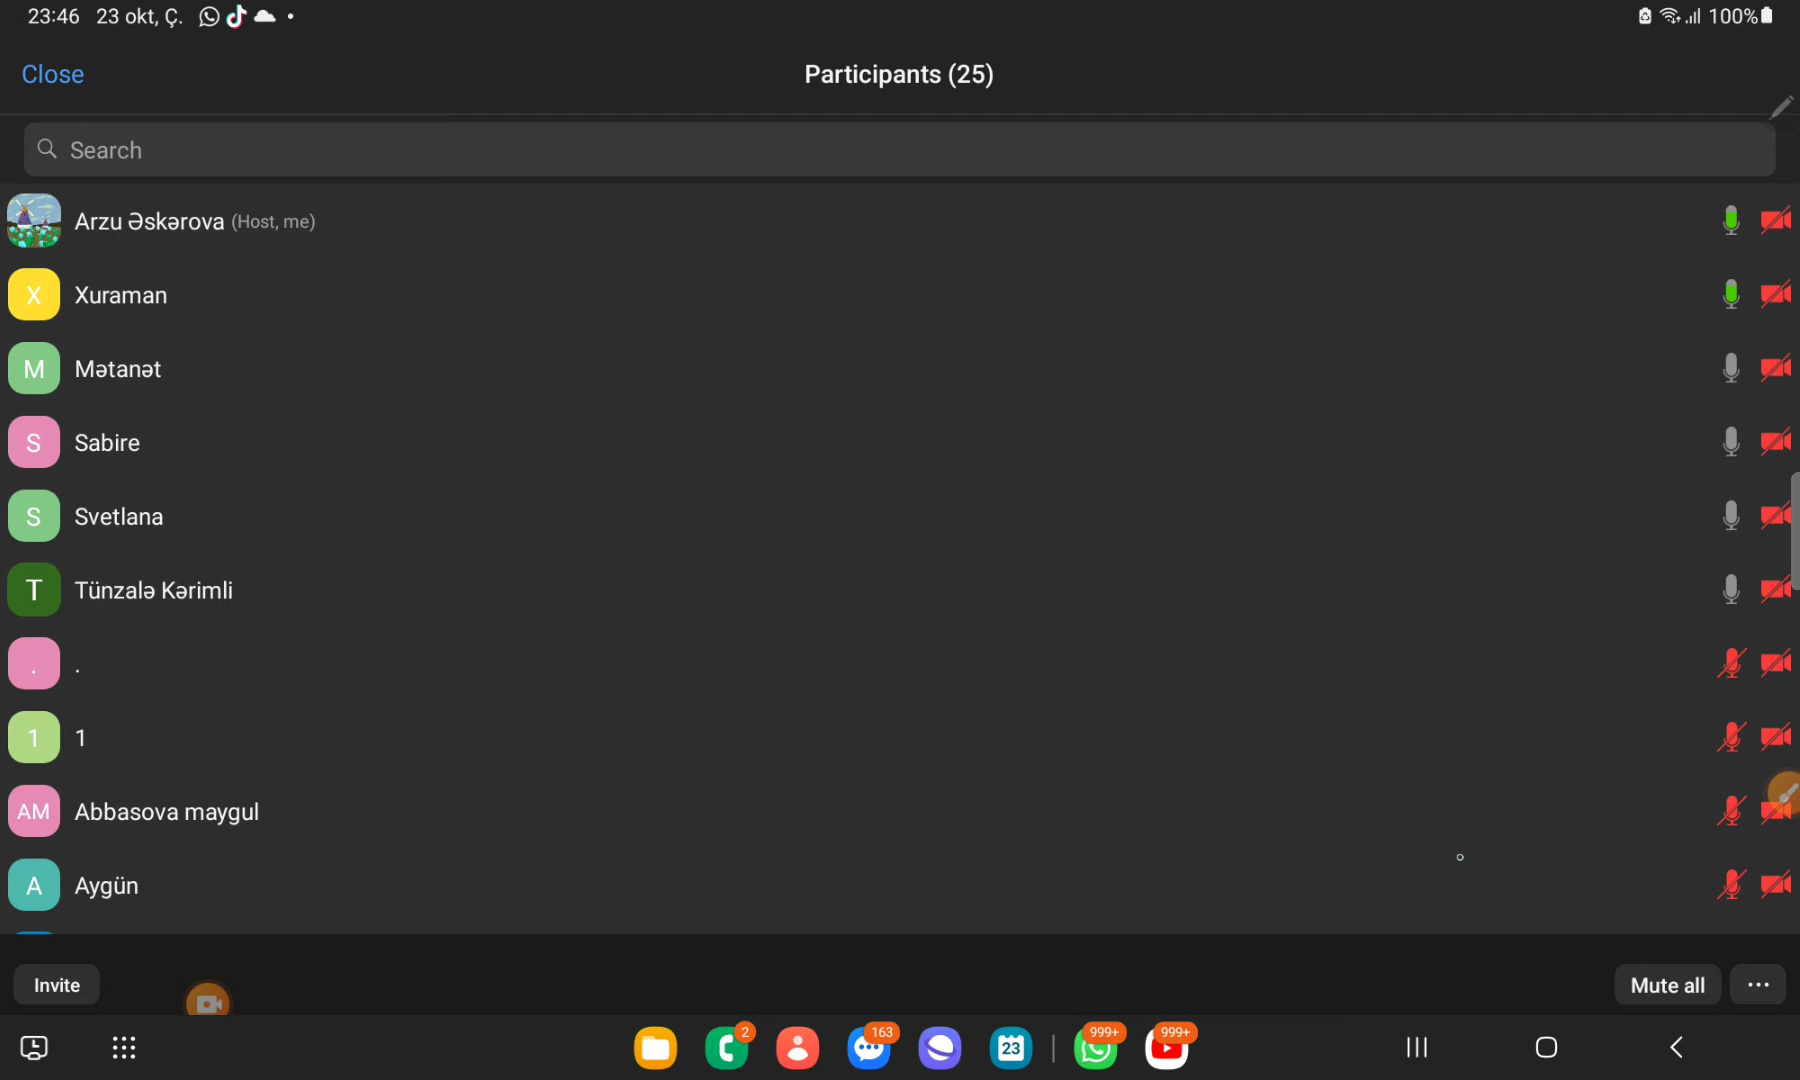 23:46 23 okt, Ç. 100%
Close
Participants (25)
Search
Arzu Əskərova (Host, me)
X Xuraman
M Mətanət
S Sabire
S Svetlana
T Tünzalə Kərimli
. .
1 1
AM Abbasova maygul
A Aygün
Invite
Mute all ...
2 163 23 999+ 999+